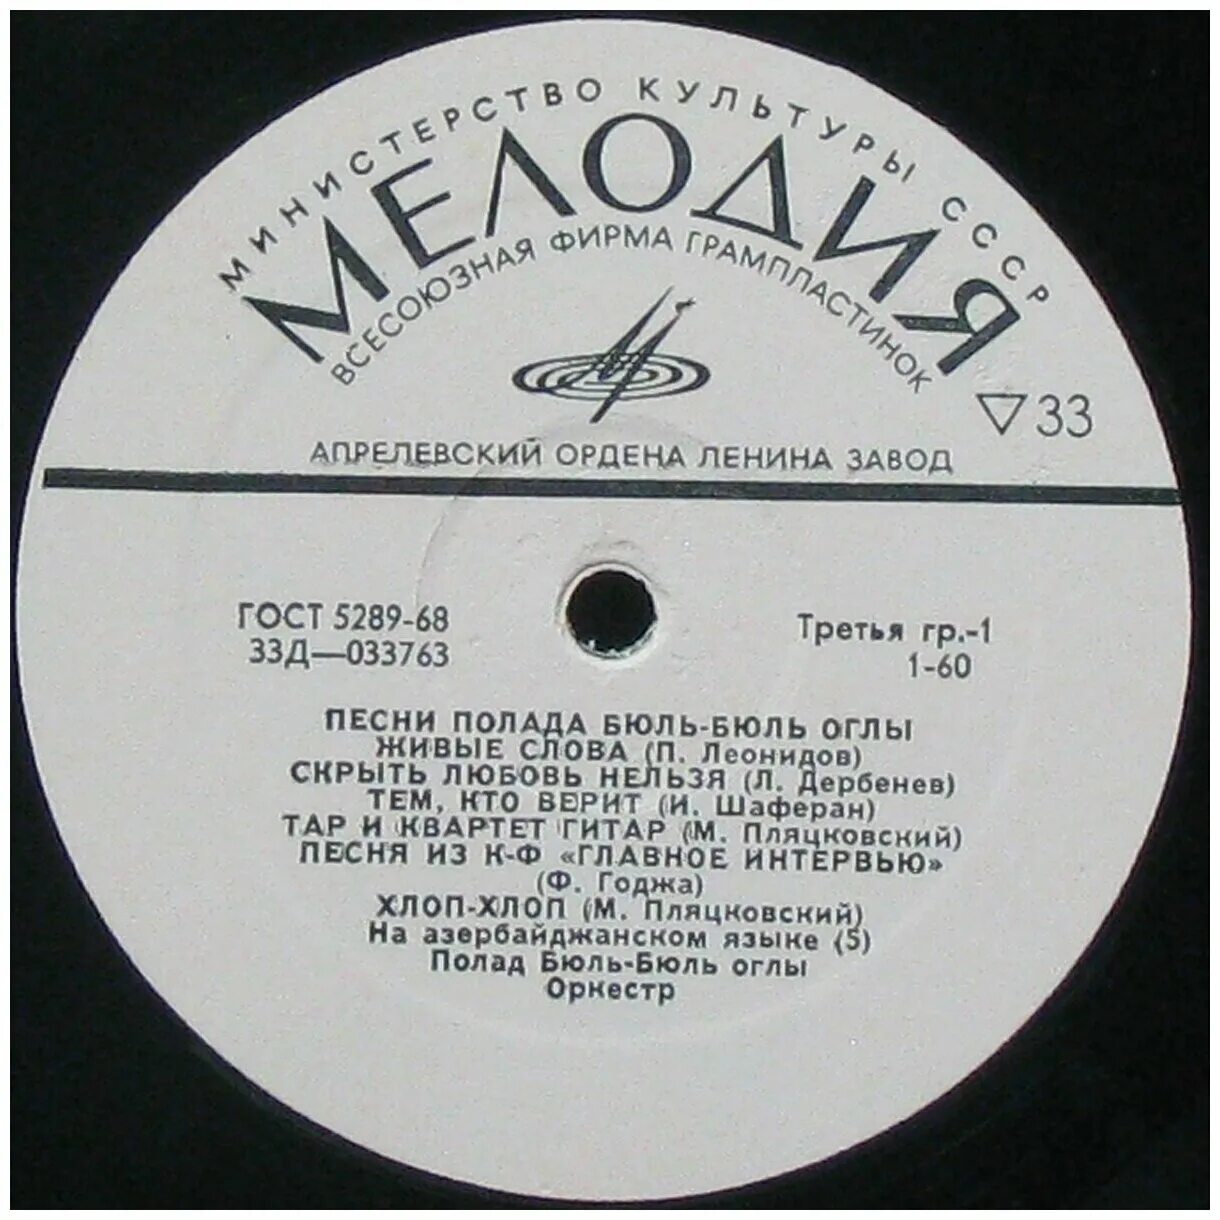 МИНИСТЕРСТВО КУЛЬТУРЫ СССР
МЕЛОДИЯ
ВСЕСОЮЗНАЯ ФИРМА ГРАМПЛАСТИНОК
33
АПРЕЛЕВСКИЙ ОРДЕНА ЛЕНИНА ЗАВОД
ГОСТ 5289-68
33Д—033763
Третья гр.-1
1-60
ПЕСНИ ПОЛАДА БЮЛЬ-БЮЛЬ ОГЛЫ
ЖИВЫЕ СЛОВА (П. Леонидов)
СКРЫТЬ ЛЮБОВЬ НЕЛЬЗЯ (Л. Дербенев)
ТЕМ, КТО ВЕРИТ (И. Шаферан)
ТАР И КВАРТЕТ ГИТАР (М. Пляцковский)
ПЕСНЯ ИЗ К-Ф «ГЛАВНОЕ ИНТЕРВЬЮ»
(Ф. Годжа)
ХЛОП-ХЛОП (М. Пляцковский)
На азербайджанском языке (5)
Полад Бюль-Бюль оглы
Оркестр